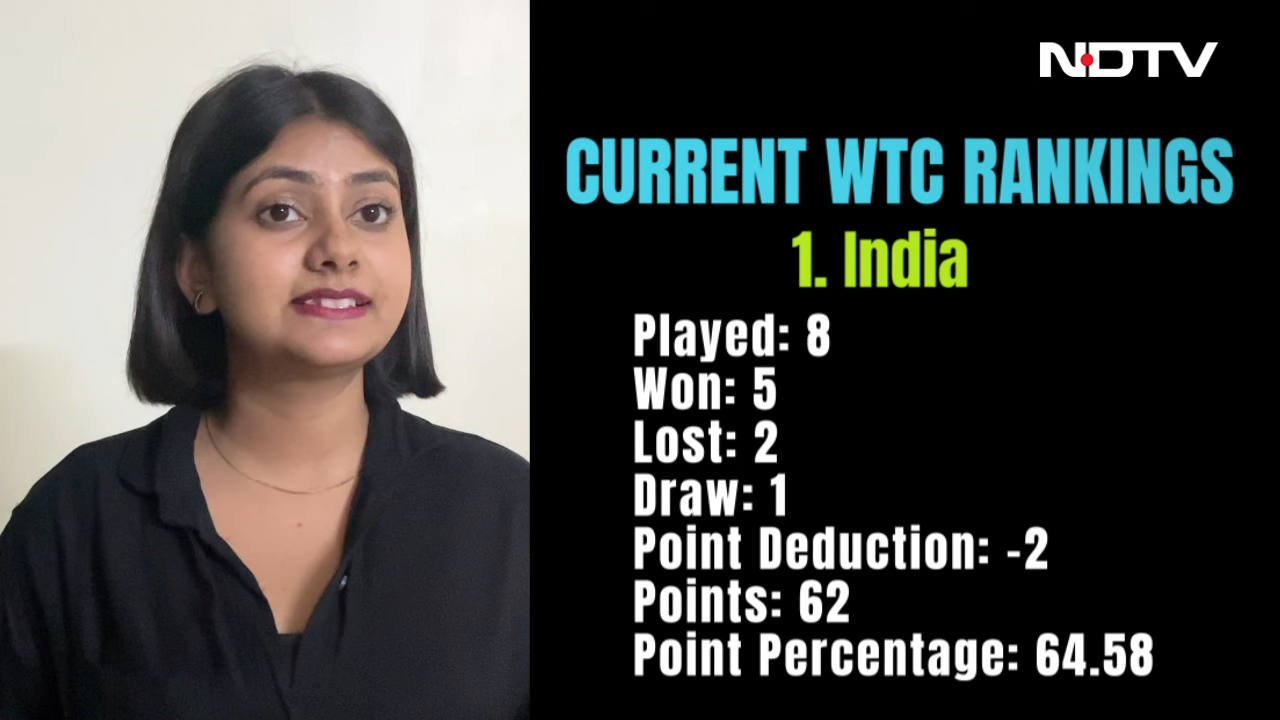 NDTV
CURRENT WTC RANKINGS
1. India
Played: 8
Won: 5
Lost: 2
Draw: 1
Point Deduction: -2
Points: 62
Point Percentage: 64.58